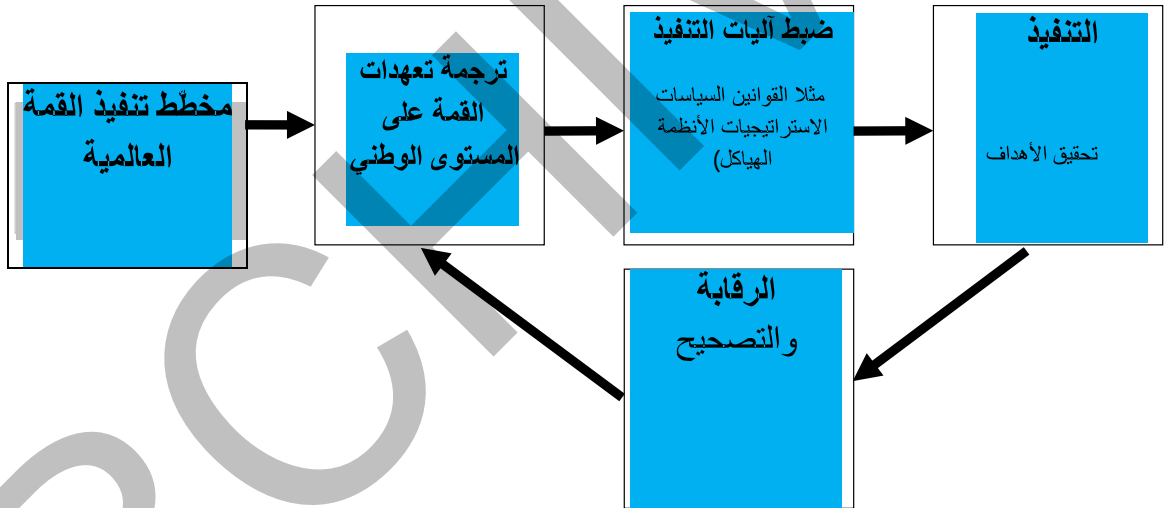 مخطّط تنفيذ القمة
العالمية
ترجمة تعهدات
القمة على
المستوى الوطني
ضبط آليات التنفيذ
مثلا القوانين السياسات
الاستراتيجيات الأنظمة
الهياكل)
التنفيذ
تحقيق الأهداف
الرقابة
والتصحيح